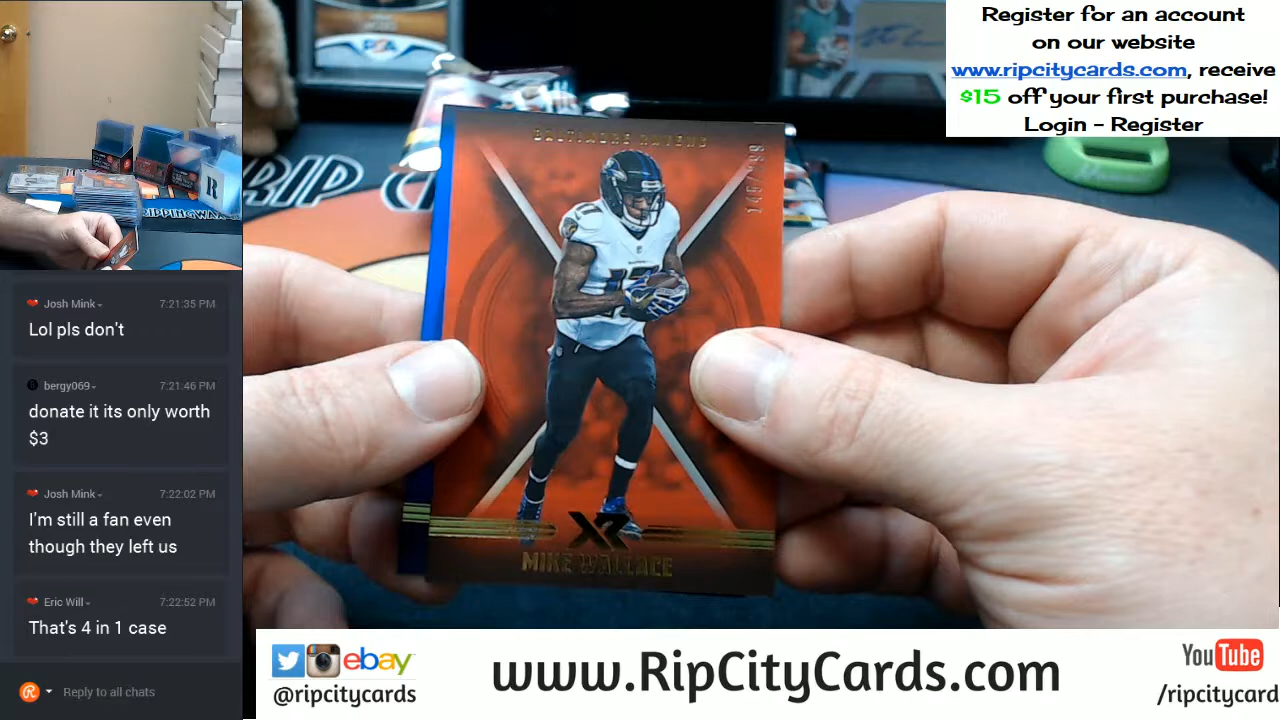 Register for an account
on our website
www.ripcitycards.com, receive
$15 off your first purchase!
Login - Register
RIP
RIPPINGWAX
BALTIMORE RAVENS
17
XR
MIKE WALLACE
Josh Mink
7:21:35 PM
Lol pls don't
bergy069
7:21:46 PM
donate it its only worth
$3
Josh Mink
7:22:02 PM
I'm still a fan even
though they left us
Eric Will
7:22:52 PM
That's 4 in 1 case
Reply to all chats
ebay
@ripcitycards
www.RipCityCards.com
YouTube
/ripcitycard